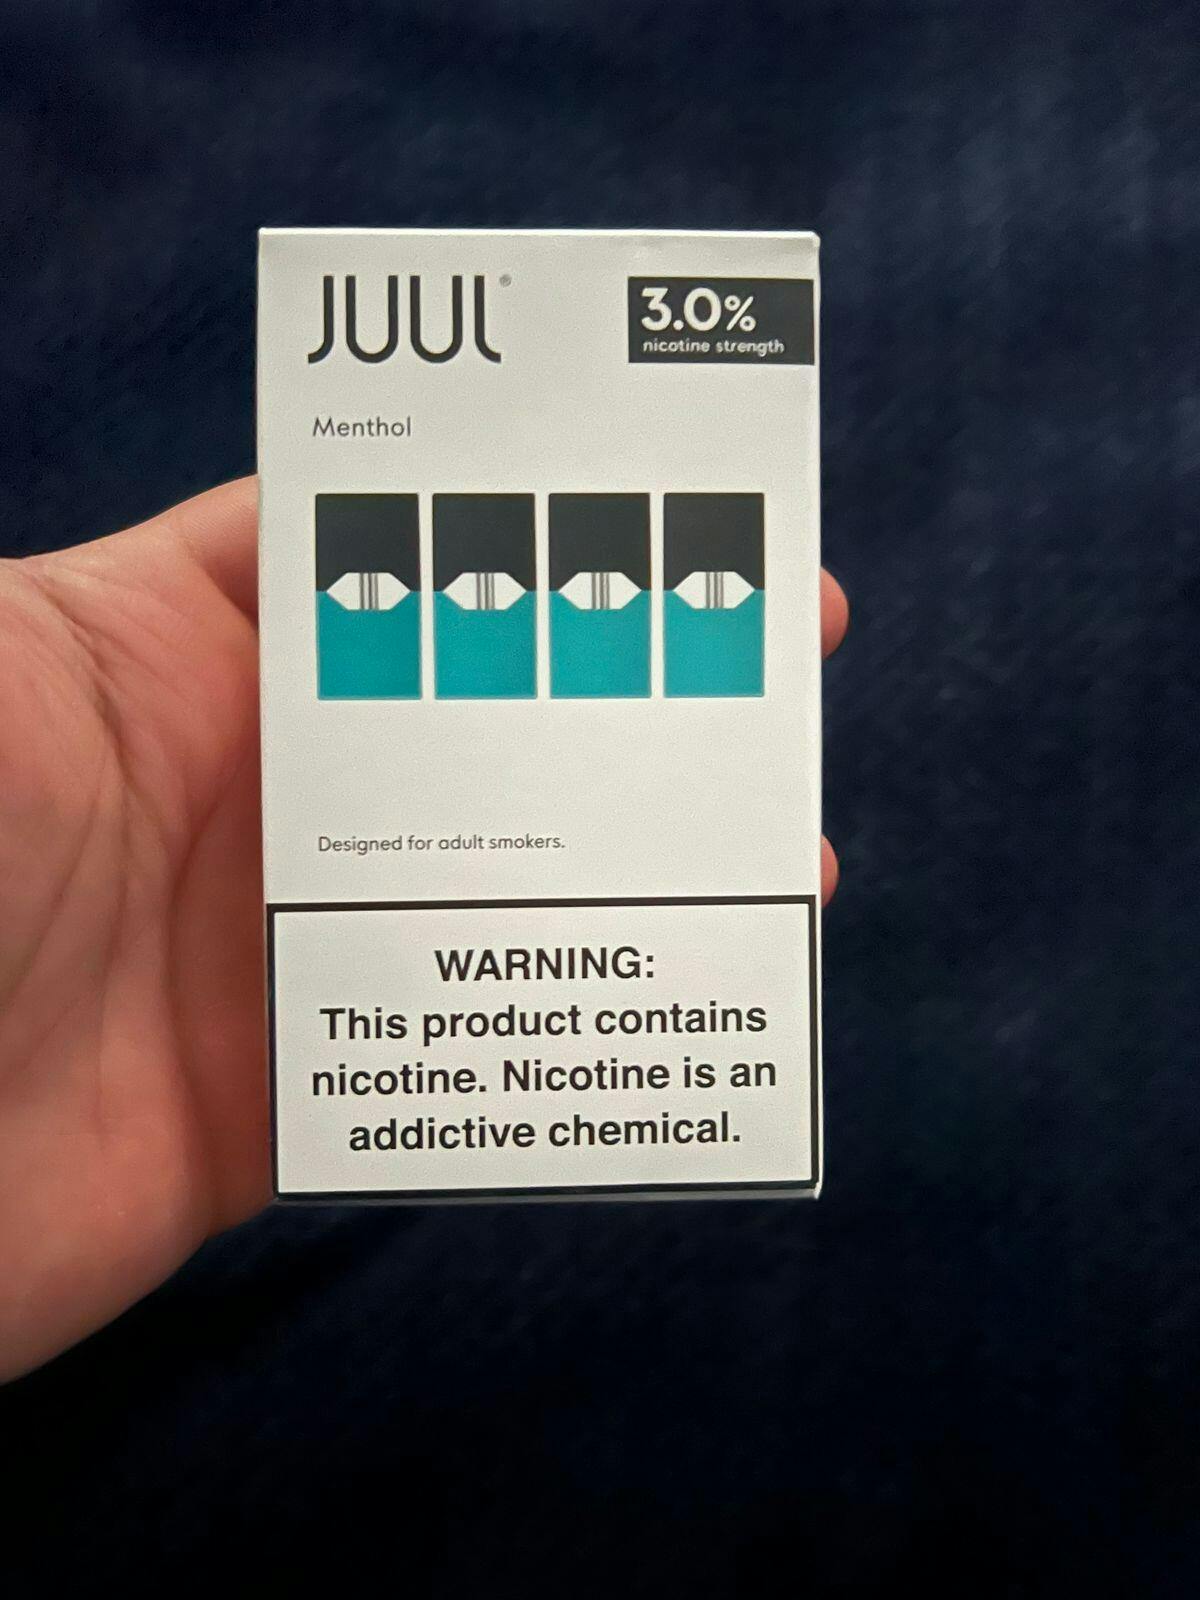 JUUL®
3.0%
nicotine strength
Menthol
Designed for adult smokers.
WARNING:
This product contains
nicotine. Nicotine is an
addictive chemical.